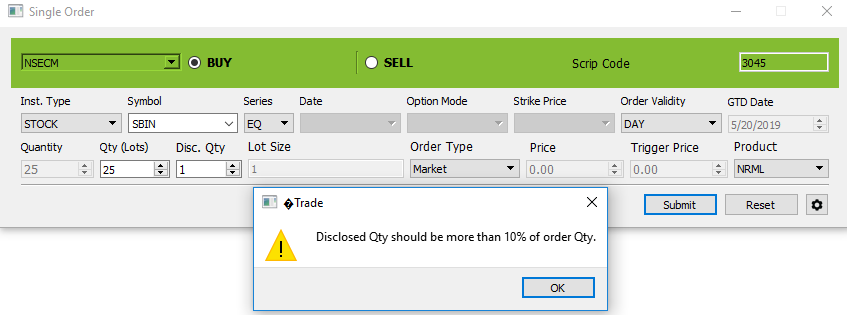 Single Order
NSECM BUY SELL Scrip Code 3045
Inst. Type Symbol Series Date Option Mode Strike Price Order Validity GTD Date
STOCK SBIN EQ DAY 5/20/2019
Quantity Qty (Lots) Disc. Qty Lot Size Order Type Price Trigger Price Product
25 25 1 1 Market 0.00 0.00 NRML
Submit Reset
�Trade
Disclosed Qty should be more than 10% of order Qty.
OK